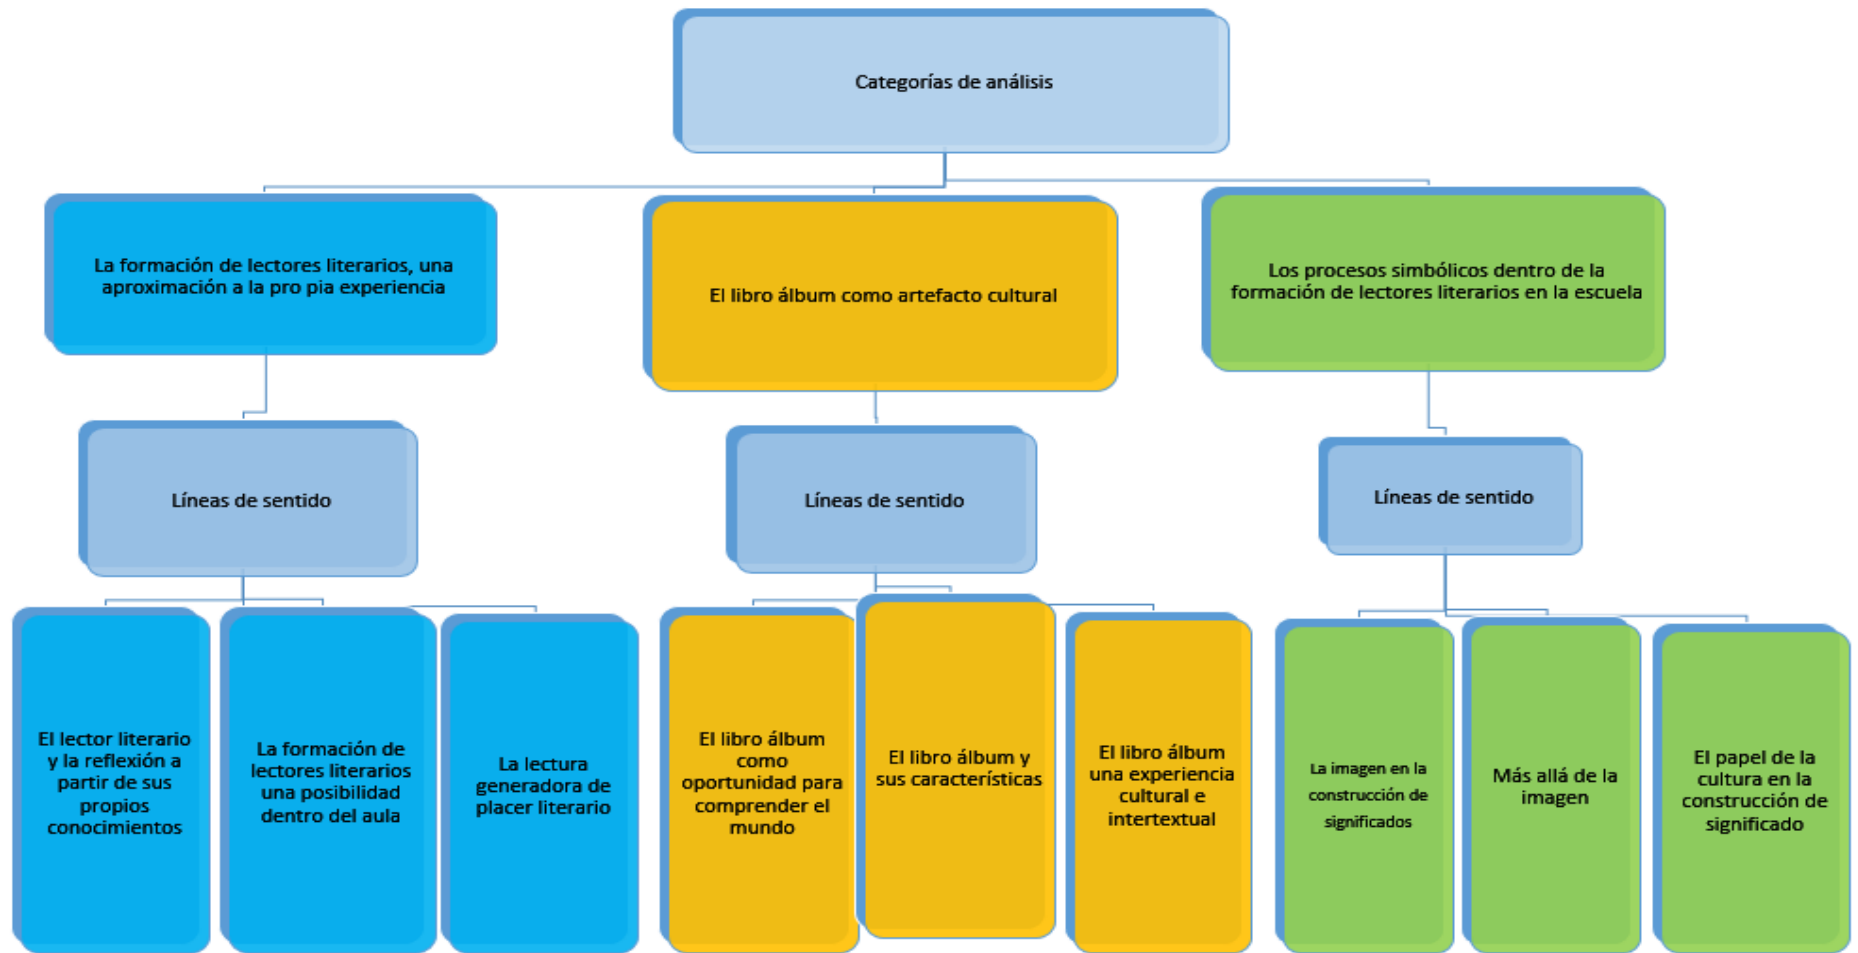 Categorías de análisis
La formación de lectores literarios, una
aproximación a la pro pia experiencia
El libro álbum como artefacto cultural
Los procesos simbólicos dentro de la
formación de lectores literarios en la escuela
Líneas de sentido
Líneas de sentido
Líneas de sentido
El lector literario
y la reflexión a
partir de sus
propios
conocimientos
La formación de
lectores literarios
una posibilidad
dentro del aula
La lectura
generadora de
placer literario
El libro álbum
como
oportunidad para
comprender el
mundo
El libro álbum y
sus características
El libro álbum
una experiencia
cultural e
intertextual
La imagen en la
construcción de
significados
Más allá de la
imagen
El papel de la
cultura en la
construcción de
significado